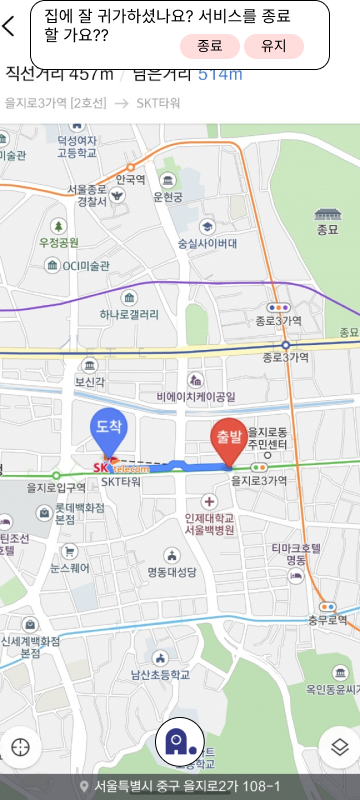 집에 잘 귀가하셨나요? 서비스를 종료
할 까요??
종료 유지
직선거리 457m / 남은거리 514m
을지로3가역 [2호선] → SKT타워
덕성여자
고등학교
미술관
안국역
서울종로
경찰서
운현궁
종묘
우정공원
숭실사이버대
OCI미술관
하나로갤러리
종로3가역
종묘
종로3가역
보신각
비에이치케이공일
도착
출발
을지로동
주민센터
SK telecom
SKT타워
을지로입구역
을지로3가역
롯데백화점
본점
인제대학교
서울백병원
틴조선
호텔
눈스퀘어
명동대성당
티마크호텔
명동
충무로역
신세계백화점
본점
남산초등학교
옥인동윤씨가
고등학교
서울특별시 중구 을지로2가 108-1